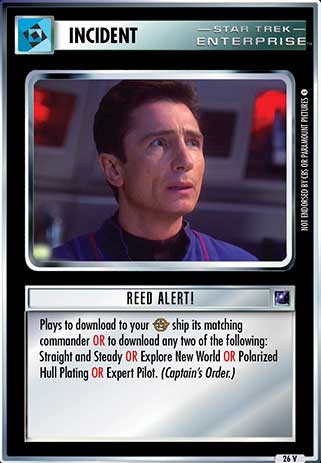 INCIDENT
STAR TREK
ENTERPRISE™
NOT ENDORSED BY CBS OR PARAMOUNT PICTURES
REED ALERT!
Plays to download to your ship its matching
commander OR to download any two of the following:
Straight and Steady OR Explore New World OR Polarized
Hull Plating OR Expert Pilot. (Captain's Order.)
26 V